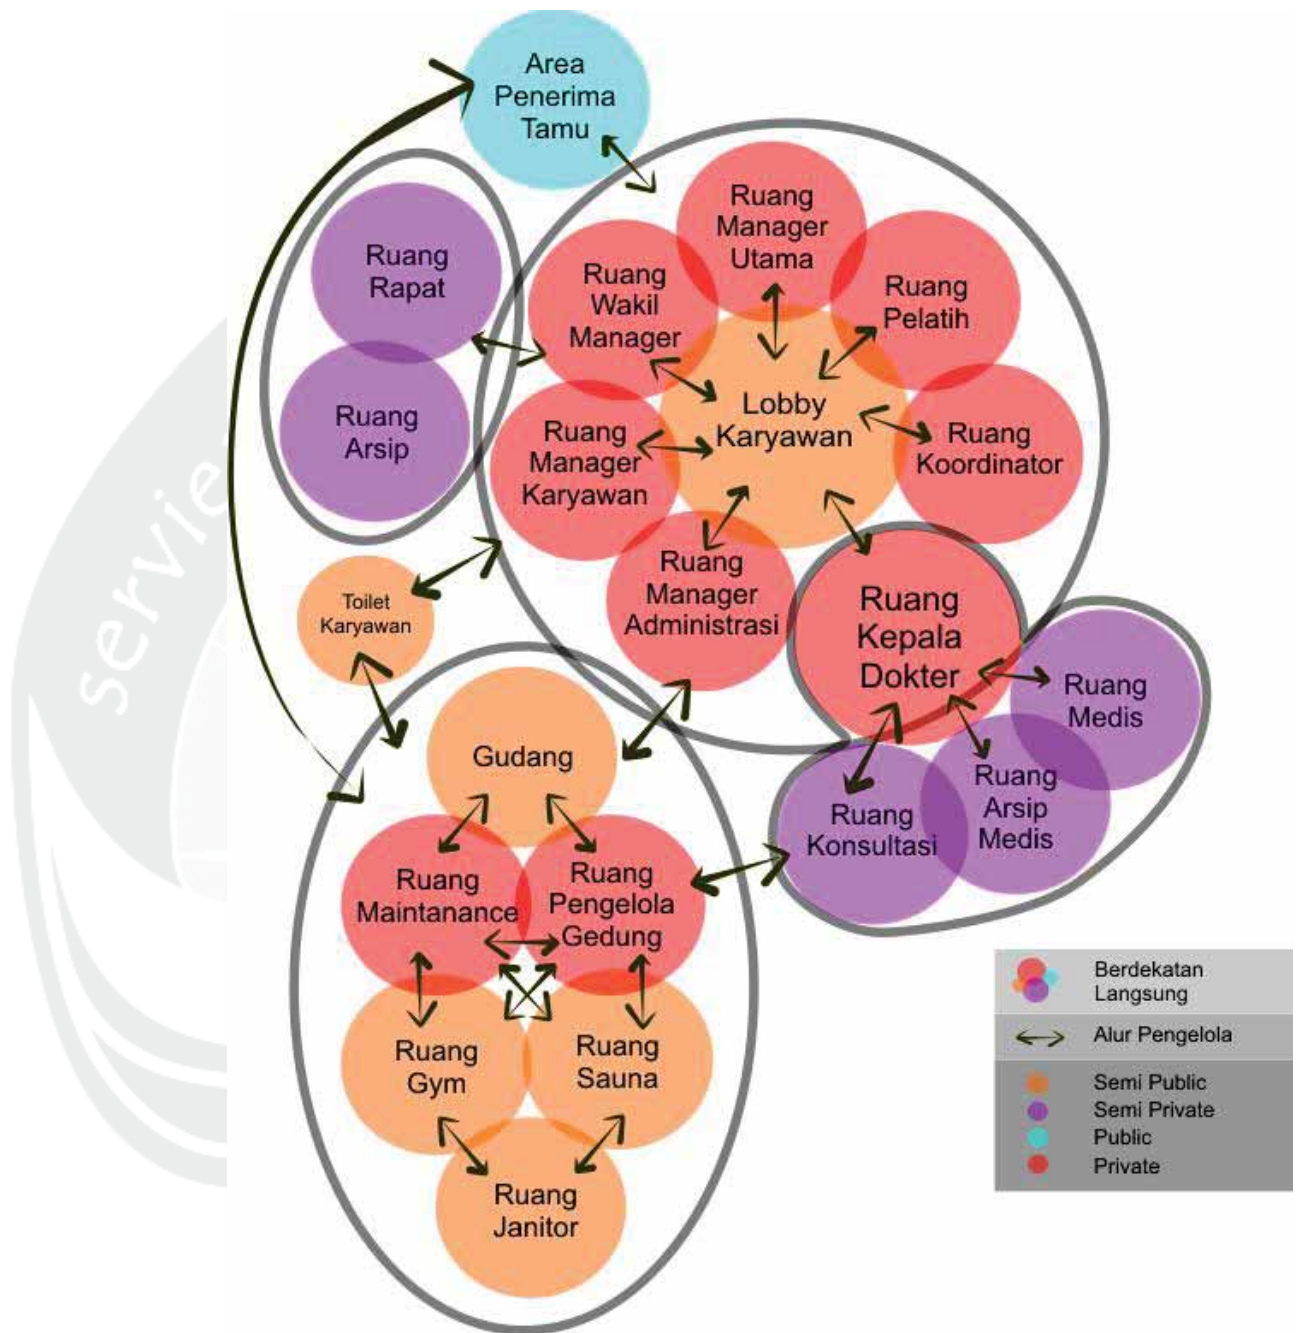 Area
Penerima
Tamu
Ruang
Rapat
Ruang
Arsip
Ruang
Manager
Utama
Ruang
Wakil
Manager
Ruang
Pelatih
Lobby
Karyawan
Ruang
Manager
Karyawan
Ruang
Koordinator
Ruang
Manager
Administrasi
Ruang
Kepala
Dokter
Toilet
Karyawan
Ruang
Medis
Ruang
Arsip
Medis
Ruang
Konsultasi
Gudang
Ruang
Maintanance
Ruang
Pengelola
Gedung
Ruang
Gym
Ruang
Sauna
Ruang
Janitor
Berdekatan
Langsung
Alur Pengelola
Semi Public
Semi Private
Public
Private